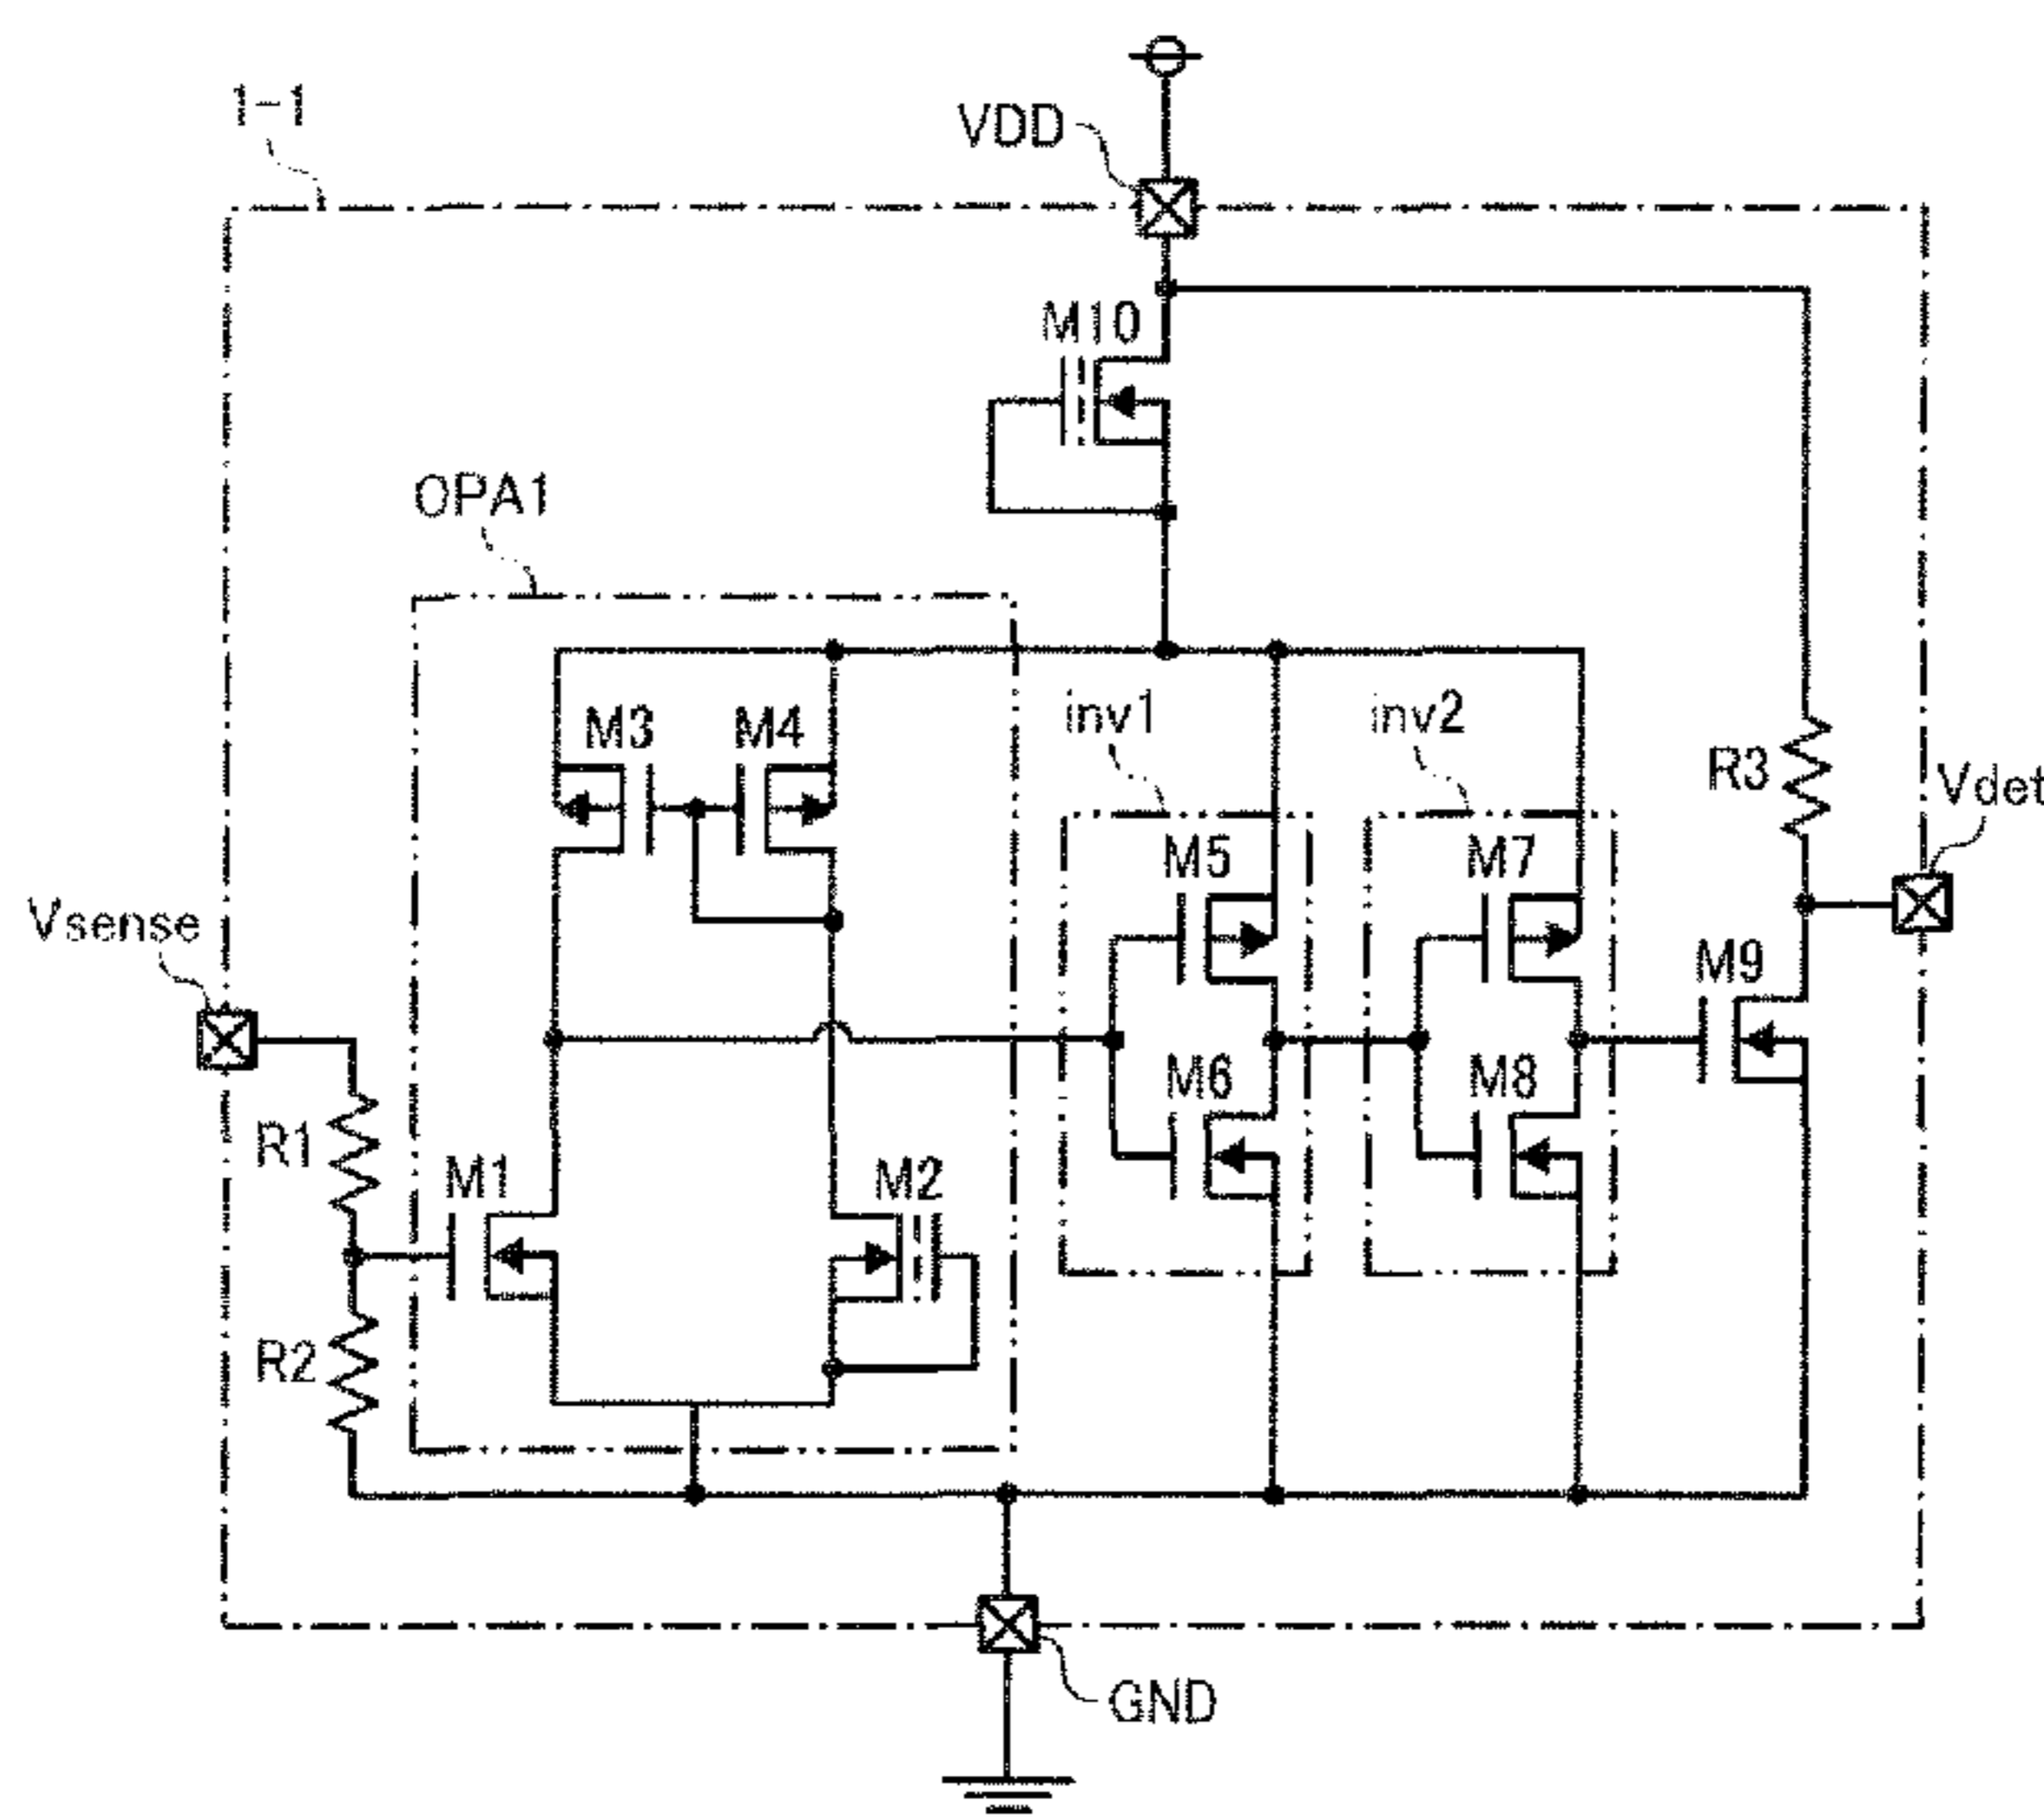 1-1
VDD
M10
OPA1
M3
M4
inv1
inv2
R3
Vdet
M5
M7
Vsense
M9
M6
M8
R1
M1
M2
R2
GND